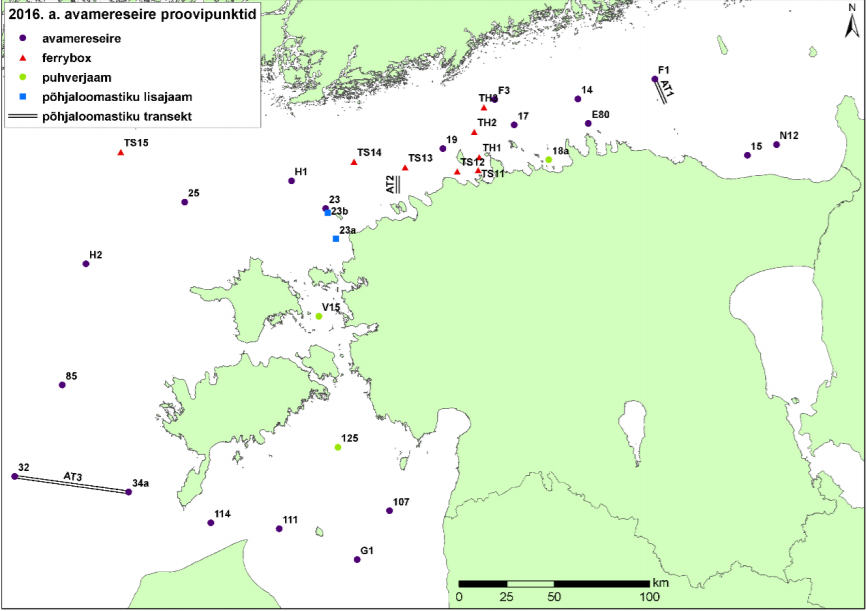 2016. a. avamereseire proovipunktid
avamereseire
ferrybox
puhverjaam
põhjaloomastiku lisajaam
põhjaloomastiku transekt
N
F1
AT1
F3
14
TH3
E80
17
TH2
N12
19
15
TH1
18a
TS15
TS14
TS13
TS12
TS11
H1
AT2
25
23
23b
23a
H2
V15
85
125
32
AT3
34a
107
114
111
G1
km
0
25
50
100